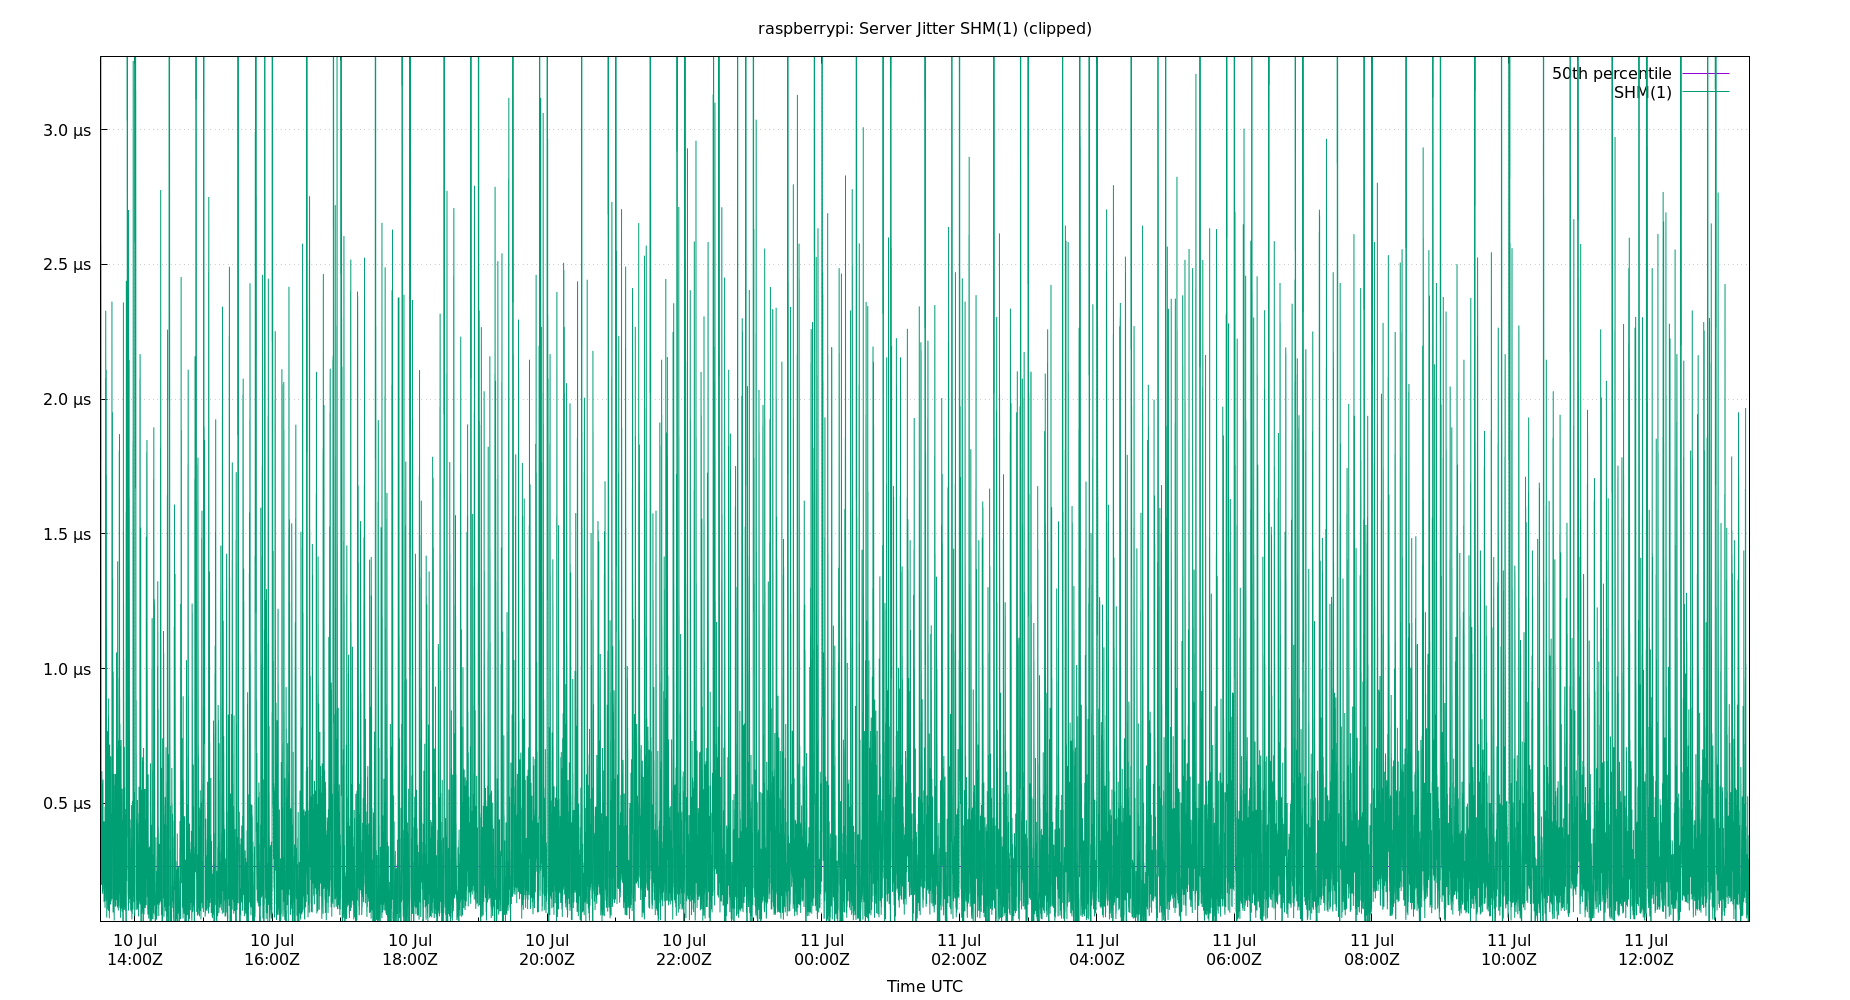 raspberrypi: Server Jitter SHM(1) (clipped)
50th percentile
SHM(1)
3.0 µs
2.5 µs
2.0 µs
1.5 µs
1.0 µs
0.5 µs
10 Jul 10 Jul 10 Jul 10 Jul 10 Jul 11 Jul 11 Jul 11 Jul 11 Jul 11 Jul 11 Jul 11 Jul
14:00Z 16:00Z 18:00Z 20:00Z 22:00Z 00:00Z 02:00Z 04:00Z 06:00Z 08:00Z 10:00Z 12:00Z
Time UTC